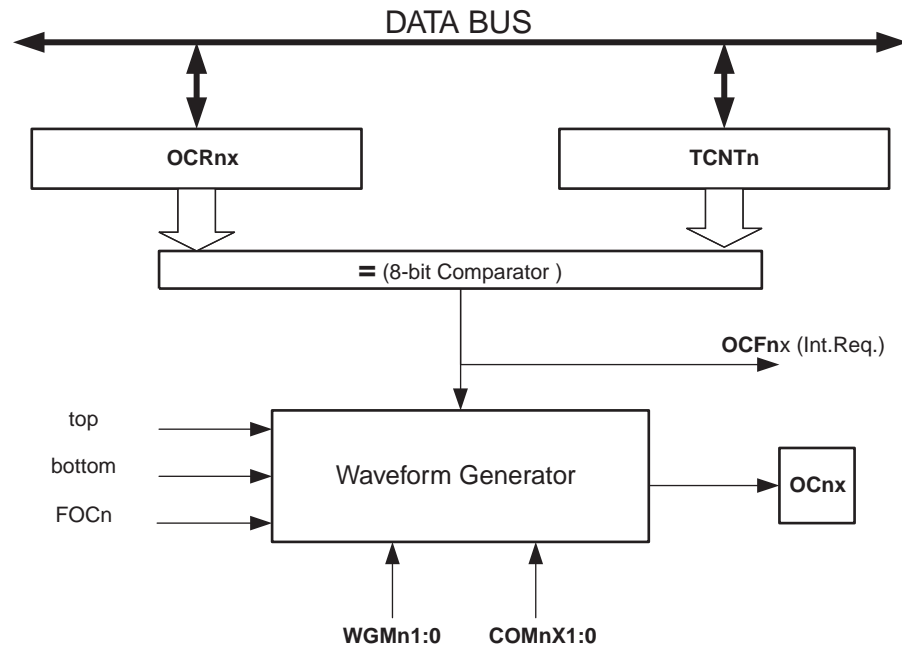 DATA BUS
OCRnx
TCNTn
= (8-bit Comparator )
OCFnx (Int.Req.)
top
bottom
FOCn
Waveform Generator
OCnx
WGMn1:0
COMnX1:0